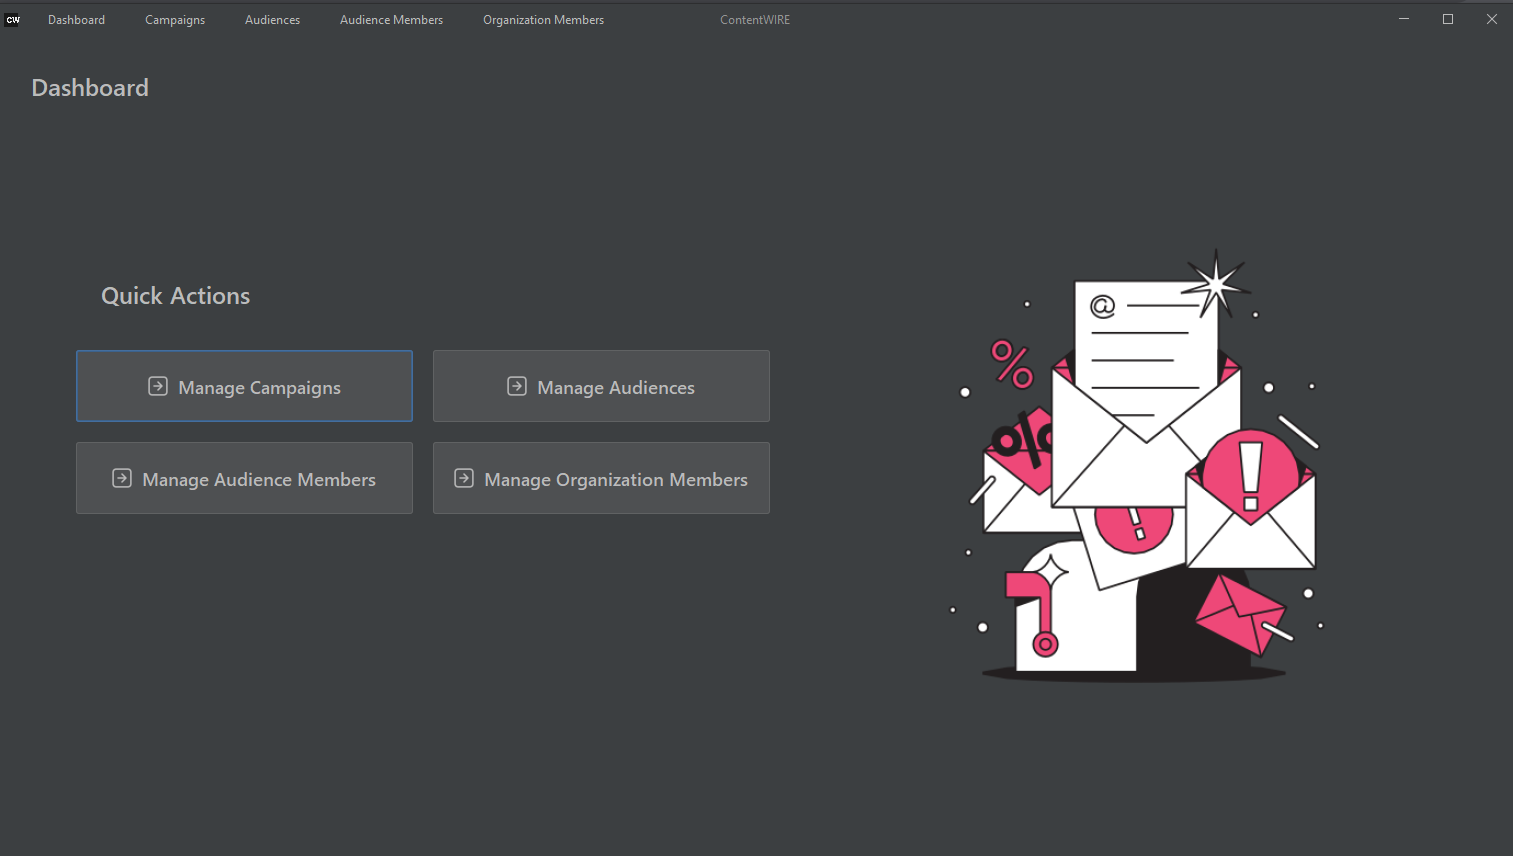 CW Dashboard Campaigns Audiences Audience Members Organization Members ContentWIRE
Dashboard
Quick Actions
Manage Campaigns Manage Audiences
Manage Audience Members Manage Organization Members
@
%
%
!
!